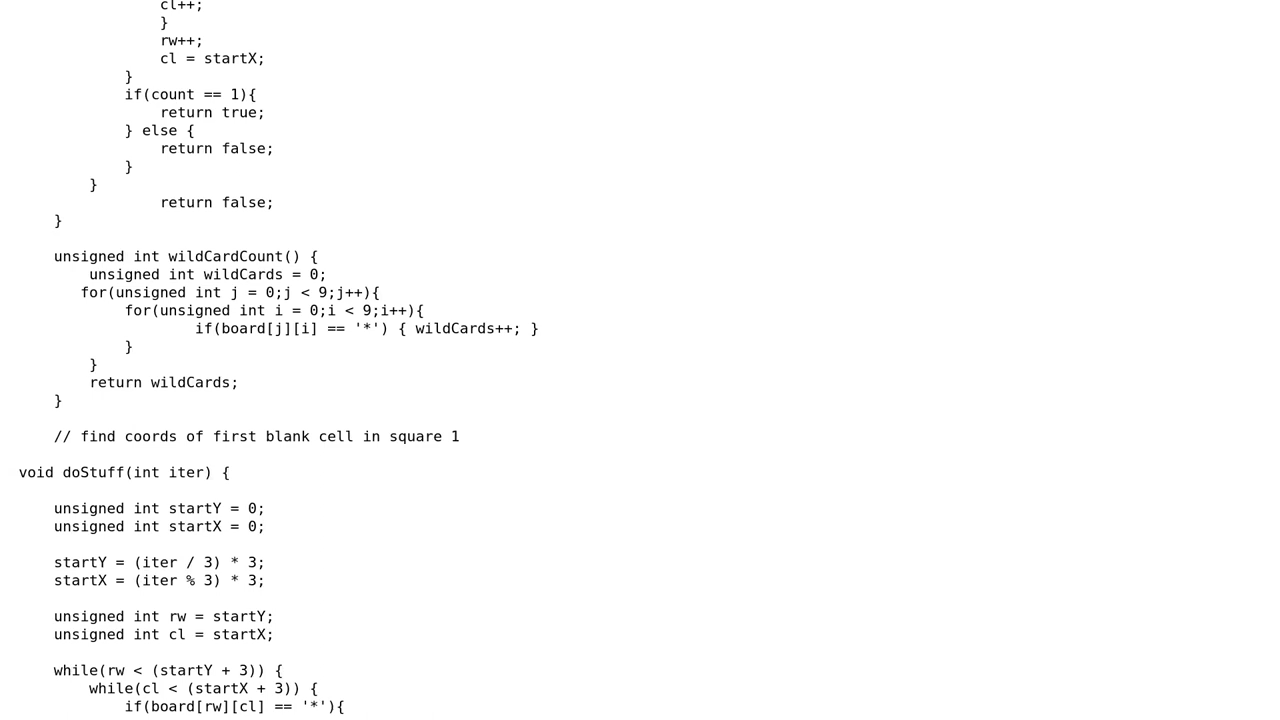 cl++;
}
rw++;
cl = startX;
}
if(count == 1){
return true;
} else {
return false;
}
}
return false;
}
unsigned int wildCardCount() {
unsigned int wildCards = 0;
for(unsigned int j = 0;j < 9;j++){
for(unsigned int i = 0;i < 9;i++){
if(board[j][i] == '*') { wildCards++; }
}
}
return wildCards;
}
// find coords of first blank cell in square 1
void doStuff(int iter) {
unsigned int startY = 0;
unsigned int startX = 0;
startY = (iter / 3) * 3;
startX = (iter % 3) * 3;
unsigned int rw = startY;
unsigned int cl = startX;
while(rw < (startY + 3)) {
while(cl < (startX + 3)) {
if(board[rw][cl] == '*'){